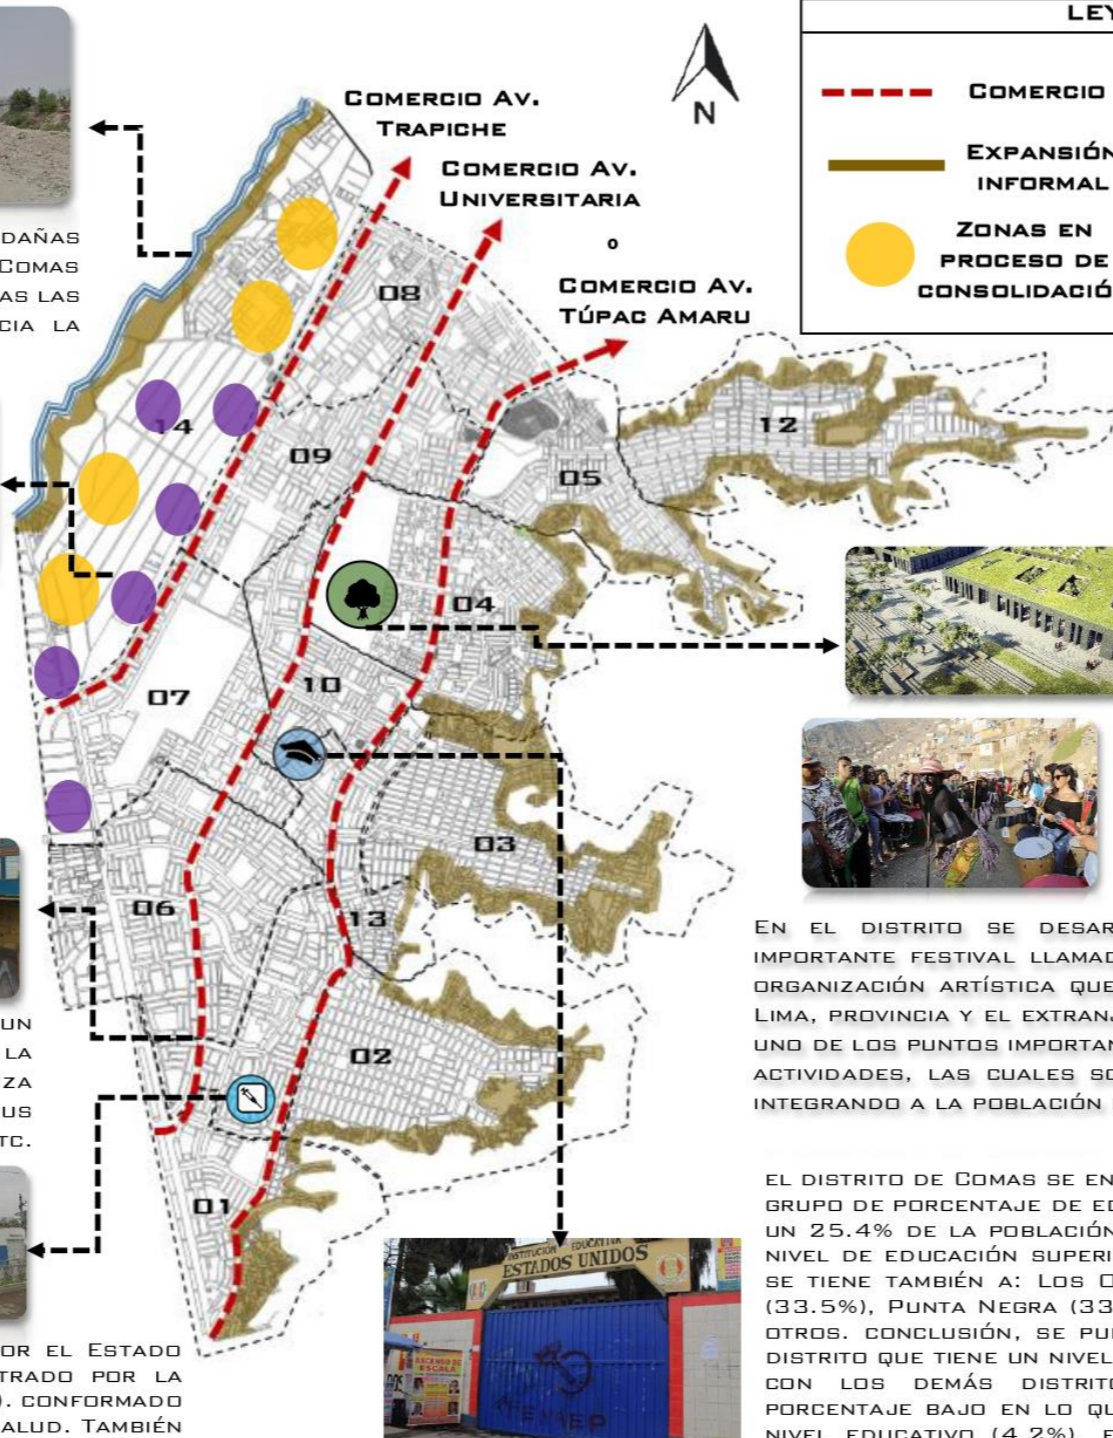 LEY
COMERCIO
EXPANSIÓN
INFORMAL
ZONAS EN
PROCESO DE
CONSOLIDACIÓ
N
COMERCIO AV.
TRAPICHE
COMERCIO AV.
UNIVERSITARIA
o
COMERCIO AV.
TÚPAC AMARU
DAÑAS
COMAS
AS LAS
CIA LA
08
14
09
12
05
04
10
07
03
06
13
02
01
UN
LA
ZA
US
TC.
OR EL ESTADO
TRADO POR LA
). CONFORMADO
ALUD. TAMBIÉN
INSTITUCIÓN EDUCATIVA
ESTADOS UNIDOS
ASCENSO DE
ESCALA
EN EL DISTRITO SE DESAR
IMPORTANTE FESTIVAL LLAMAD
ORGANIZACIÓN ARTÍSTICA QUE
LIMA, PROVINCIA Y EL EXTRANJ
UNO DE LOS PUNTOS IMPORTAN
ACTIVIDADES, LAS CUALES SO
INTEGRANDO A LA POBLACIÓN
EL DISTRITO DE COMAS SE EN
GRUPO DE PORCENTAJE DE ED
UN 25.4% DE LA POBLACIÓN
NIVEL DE EDUCACIÓN SUPERI
SE TIENE TAMBIÉN A: LOS O
(33.5%), PUNTA NEGRA (33
OTROS. CONCLUSIÓN, SE PU
DISTRITO QUE TIENE UN NIVEL
CON LOS DEMÁS DISTRITO
PORCENTAJE BAJO EN LO QU
NIVEL EDUCATIVO (4.2%). E